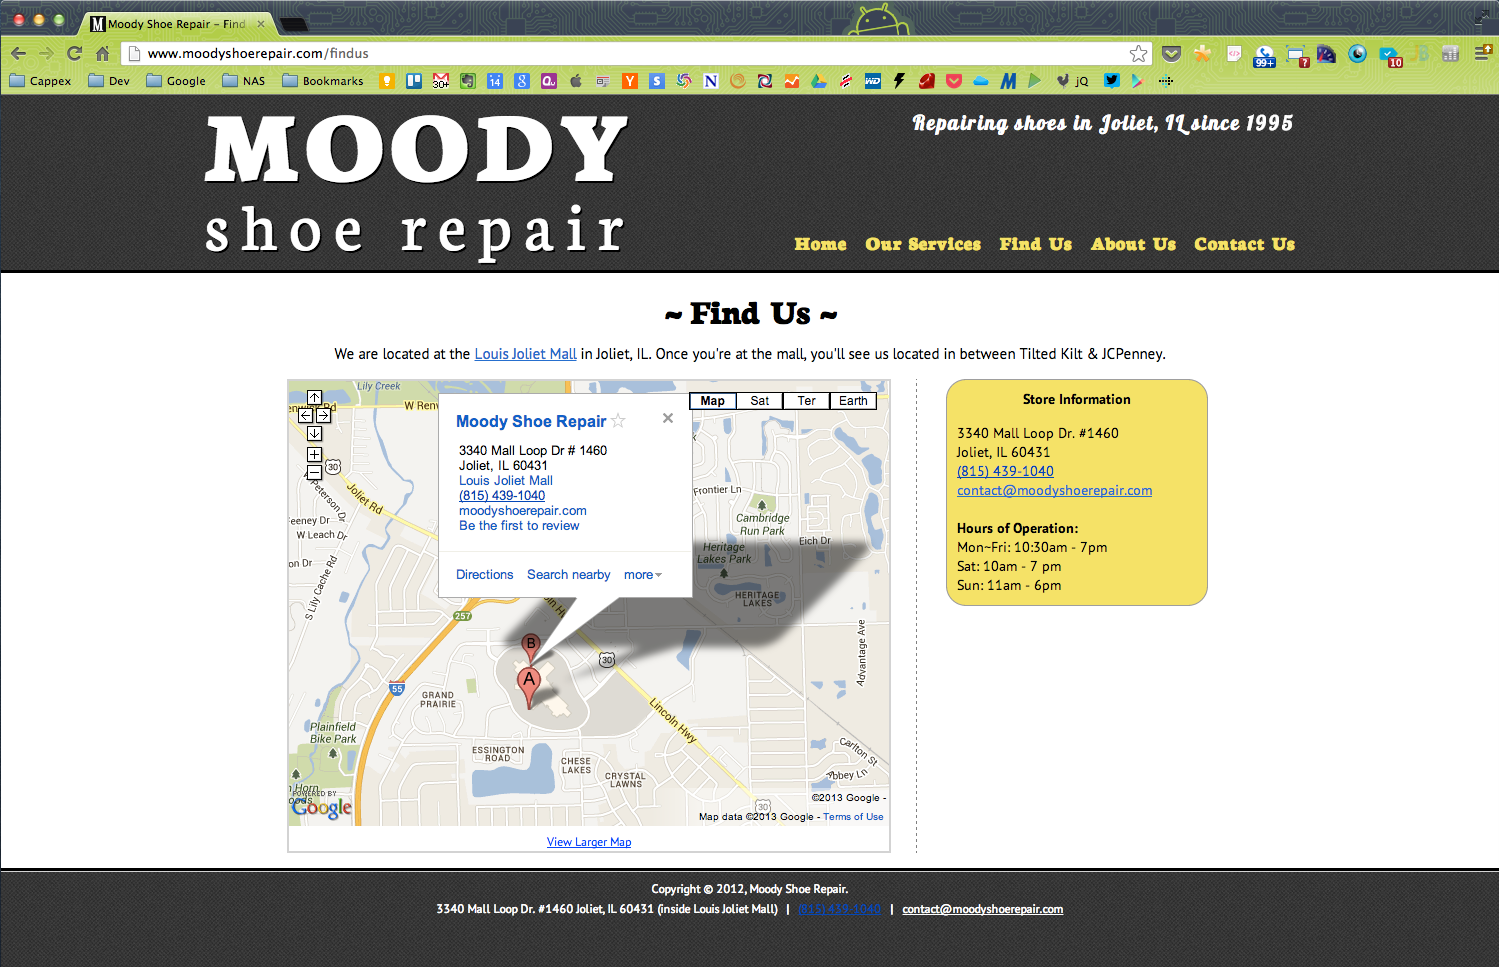 Moody Shoe Repair – Find
www.moodyshoerepair.com/findus
Cappex Dev Google NAS Bookmarks jQ
30+ 14 99+ ? 10
MOODY
shoe repair
Repairing shoes in Joliet, IL since 1995
Home Our Services Find Us About Us Contact Us
~ Find Us ~
We are located at the Louis Joliet Mall in Joliet, IL. Once you're at the mall, you'll see us located in between Tilted Kilt & JCPenney.
Lily Creek
W Renw
Map Sat Ter Earth
Moody Shoe Repair
3340 Mall Loop Dr # 1460
Joliet, IL 60431
Louis Joliet Mall
(815) 439-1040
moodyshoerepair.com
Be the first to review
Directions Search nearby more
30
Joliet Rd
Peterson Dr
W Leach Dr
S Lily Cache Rd
Frontier Ln
Cambridge
Run Park
Eich Dr
Heritage
Lakes Park
HERITAGE
LAKES
257
B
A
30
55
GRAND
PRAIRIE
Lincoln Hwy
Advantage Ave
Plainfield
Bike Park
ESSINGTON
ROAD
CHESE
LAKES
CRYSTAL
LAWNS
Carlton St
Abbey Ln
30
POWERED BY
Google
©2013 Google -
Map data ©2013 Google - Terms of Use
View Larger Map
Store Information
3340 Mall Loop Dr. #1460
Joliet, IL 60431
(815) 439-1040
contact@moodyshoerepair.com
Hours of Operation:
Mon~Fri: 10:30am - 7pm
Sat: 10am - 7 pm
Sun: 11am - 6pm
Copyright © 2012, Moody Shoe Repair.
3340 Mall Loop Dr. #1460 Joliet, IL 60431 (inside Louis Joliet Mall) | (815) 439-1040 | contact@moodyshoerepair.com